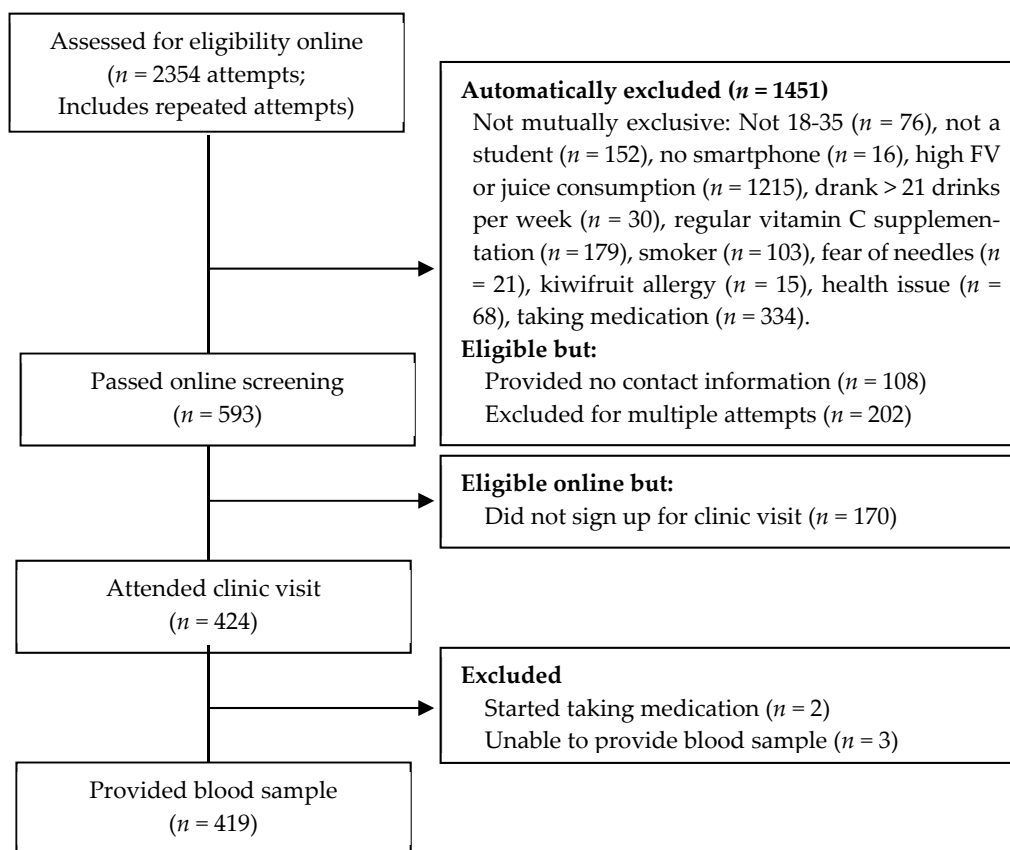 Assessed for eligibility online
(n = 2354 attempts;
Includes repeated attempts)
Automatically excluded (n = 1451)
Not mutually exclusive: Not 18-35 (n = 76), not a
student (n = 152), no smartphone (n = 16), high FV
or juice consumption (n = 1215), drank > 21 drinks
per week (n = 30), regular vitamin C supplemen-
tation (n = 179), smoker (n = 103), fear of needles (n
= 21), kiwifruit allergy (n = 15), health issue (n =
68), taking medication (n = 334).
Eligible but:
Provided no contact information (n = 108)
Excluded for multiple attempts (n = 202)
Passed online screening
(n = 593)
Eligible online but:
Did not sign up for clinic visit (n = 170)
Attended clinic visit
(n = 424)
Excluded
Started taking medication (n = 2)
Unable to provide blood sample (n = 3)
Provided blood sample
(n = 419)